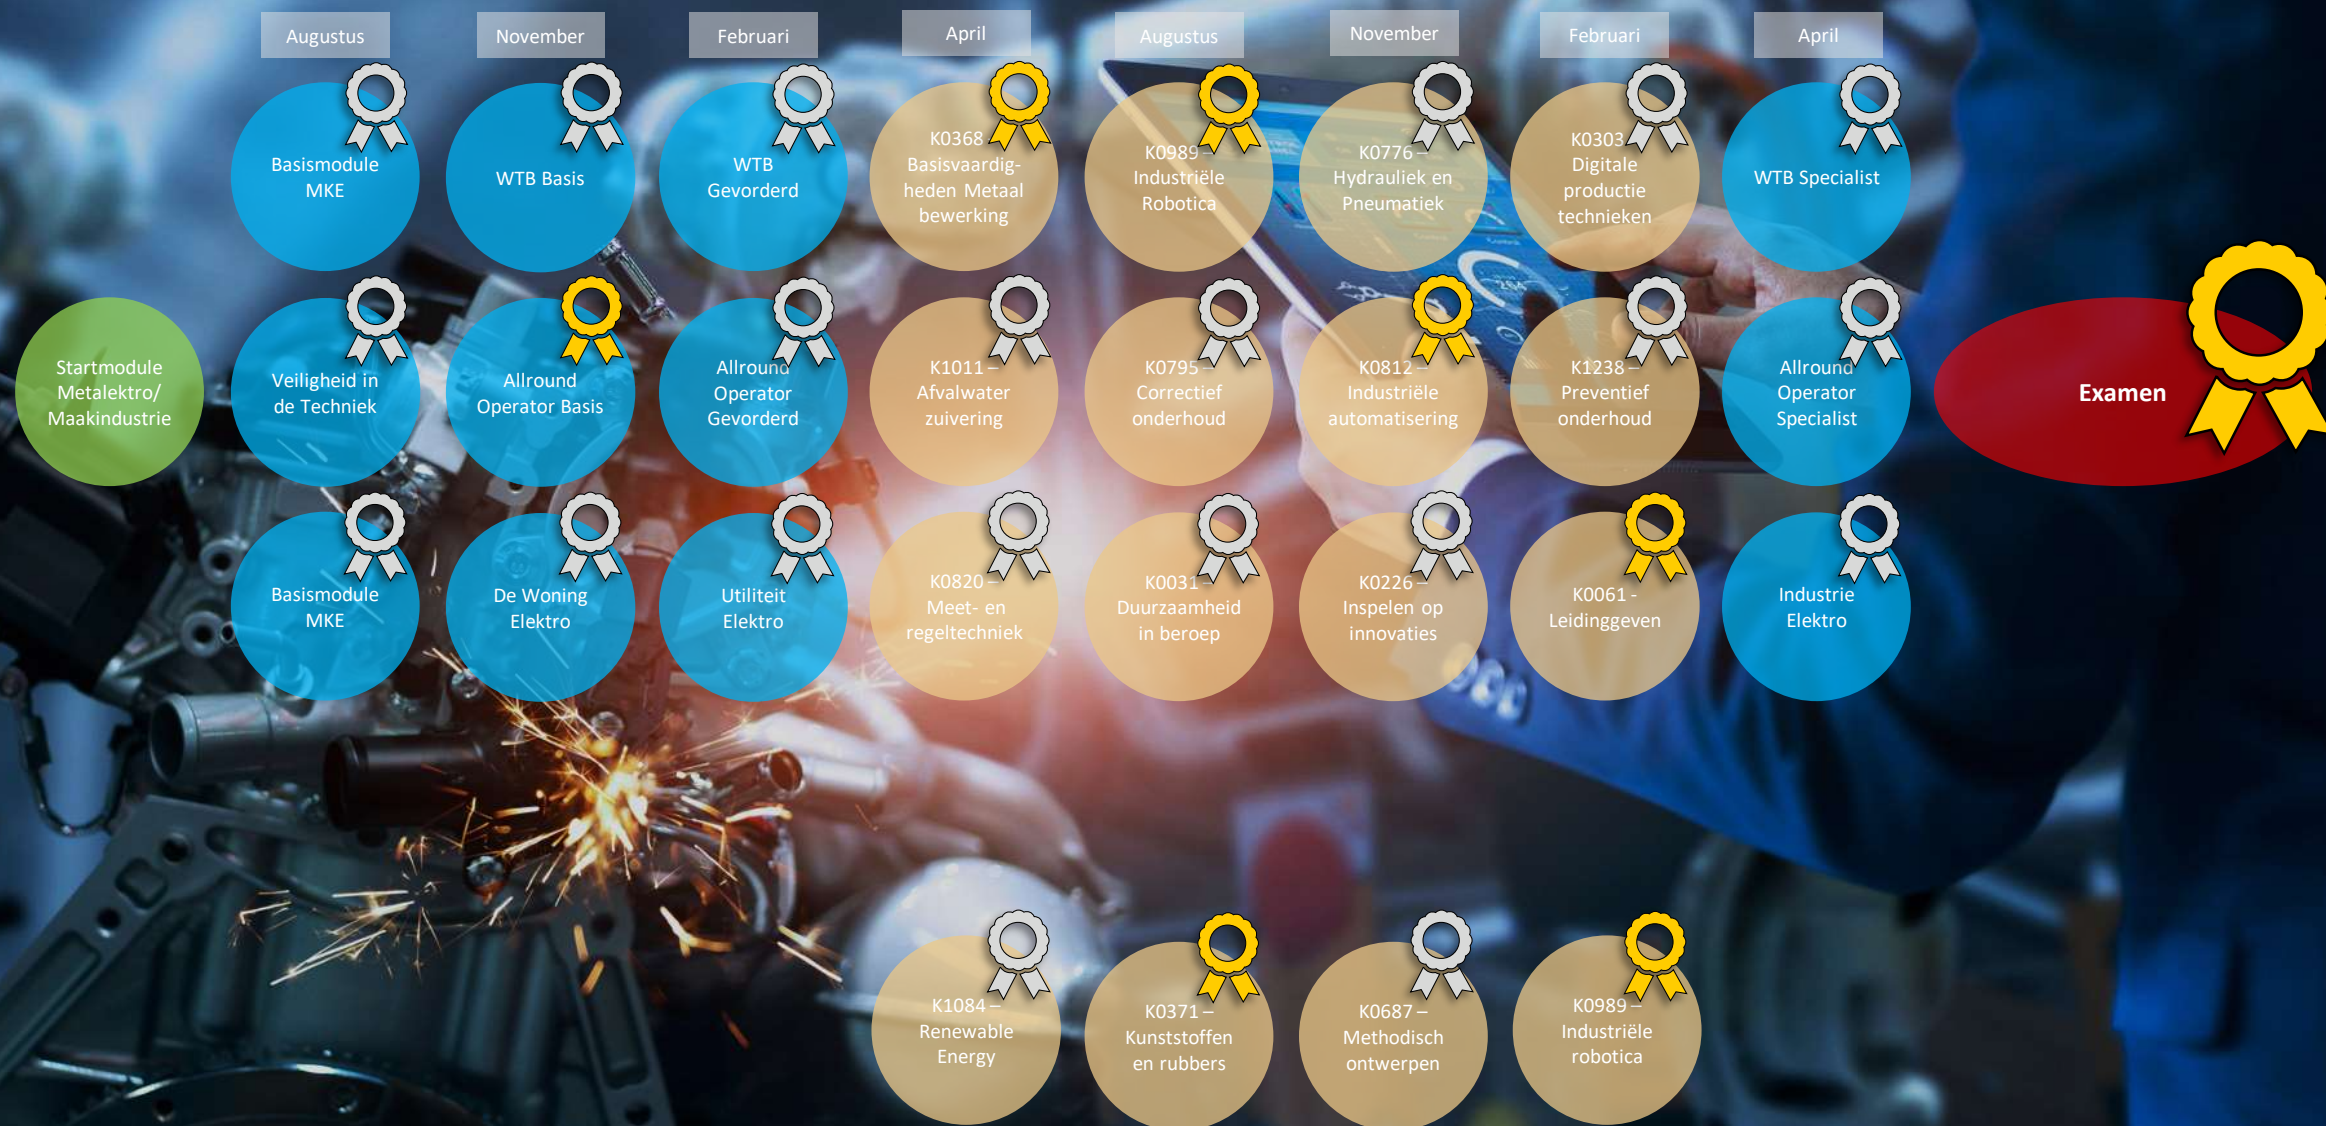 Augustus
November
Februari
April
Augustus
November
Februari
April
Basismodule
MKE
WTB Basis
WTB
Gevorderd
K0368
Basisvaardig-
heden Metaal
bewerking
K0989 –
Industriële
Robotica
K0776 –
Hydrauliek en
Pneumatiek
K0303
Digitale
productie
technieken
WTB Specialist
Startmodule
Metalektro/
Maakindustrie
Veiligheid in
de Techniek
Allround
Operator Basis
Allround
Operator
Gevorderd
K1011 –
Afvalwater
zuivering
K0795 –
Correctief
onderhoud
K0812 –
Industriële
automatisering
K1238 –
Preventief
onderhoud
Allround
Operator
Specialist
Examen
Basismodule
MKE
De Woning
Elektro
Utiliteit
Elektro
K0820 –
Meet- en
regeltechniek
K0031 –
Duurzaamheid
in beroep
K0226 –
Inspelen op
innovaties
K0061 -
Leidinggeven
Industrie
Elektro
K1084 –
Renewable
Energy
K0371 –
Kunststoffen
en rubbers
K0687 –
Methodisch
ontwerpen
K0989 –
Industriële
robotica